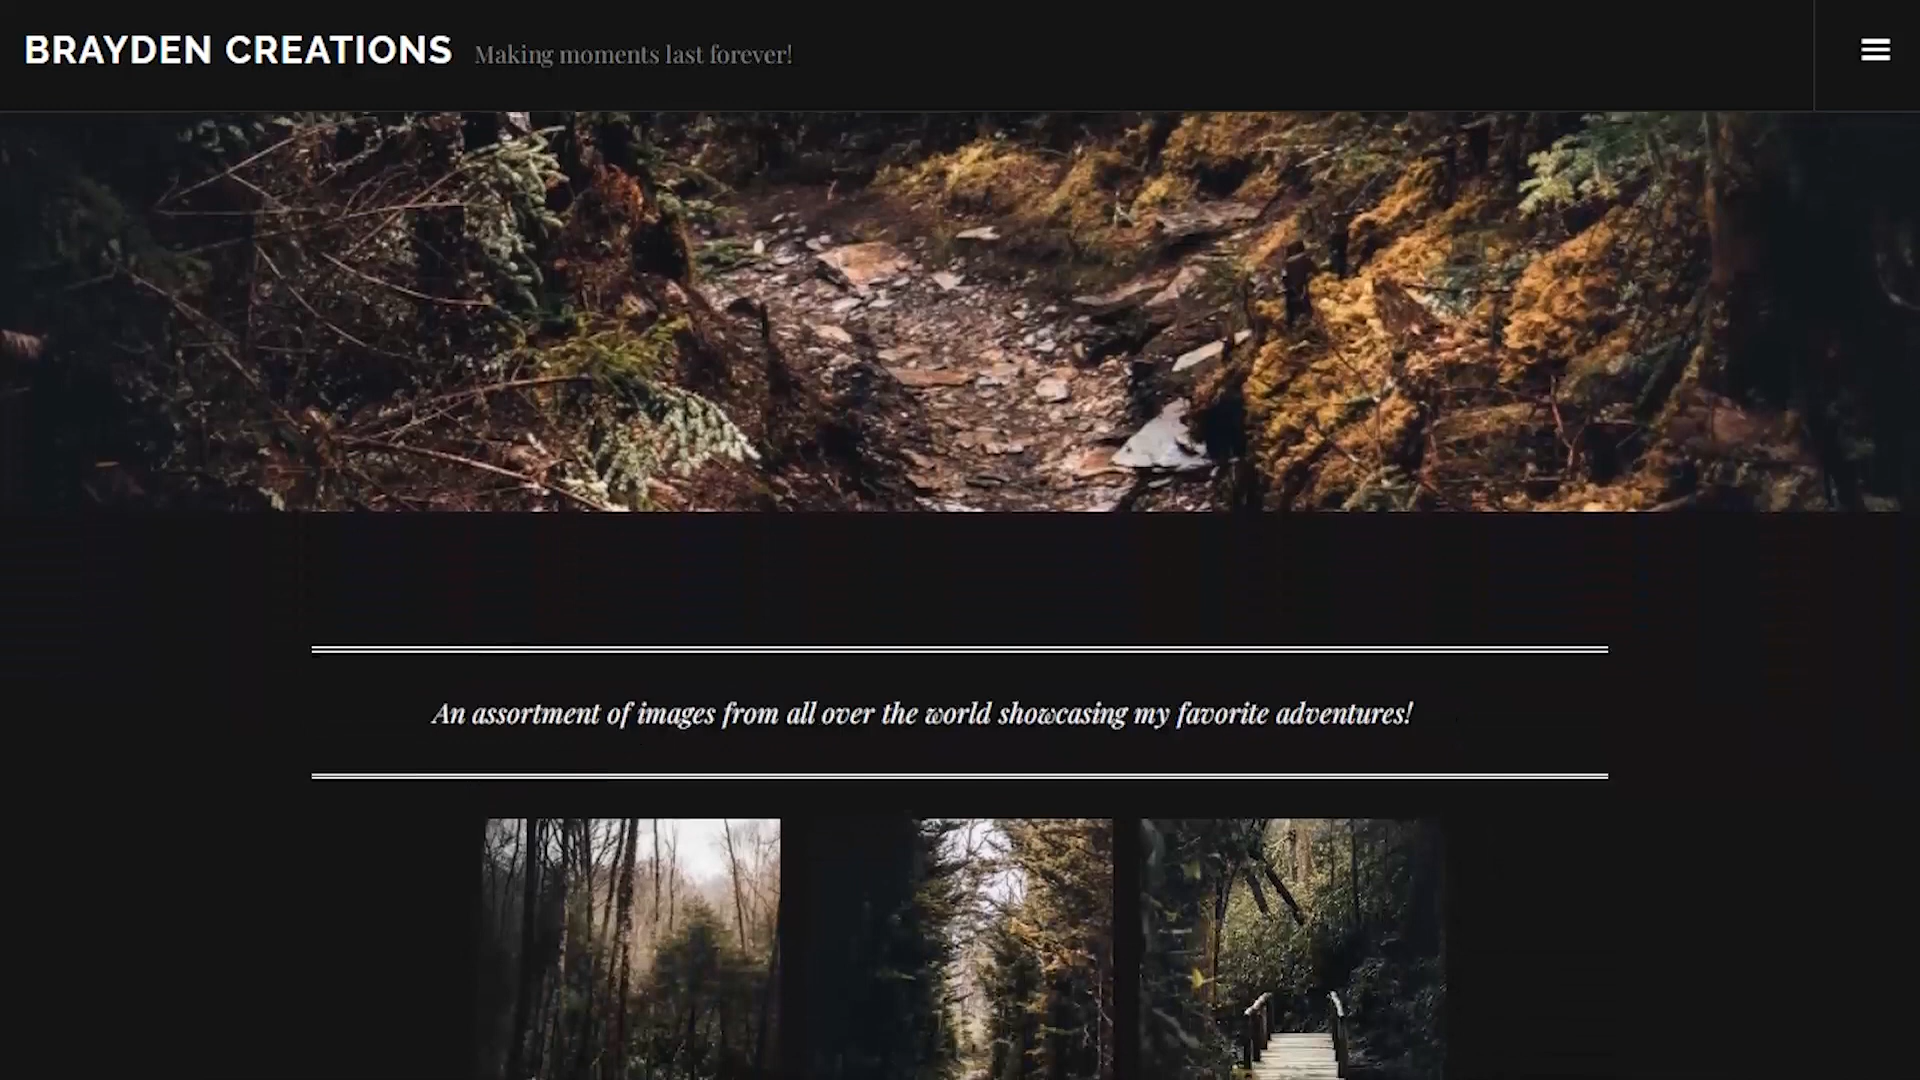 BRAYDEN CREATIONS Making moments last forever!
An assortment of images from all over the world showcasing my favorite adventures!